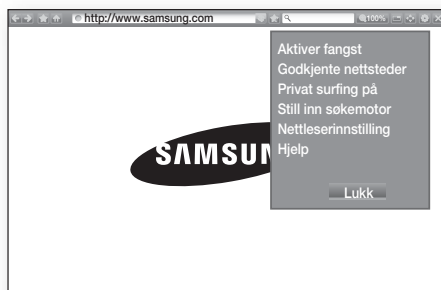 http://www.samsung.com
100%
Aktiver fangst
Godkjente nettsteder
Privat surfing på
Still inn søkemotor
Nettleserinnstilling
Hjelp
SAMSUN
Lukk